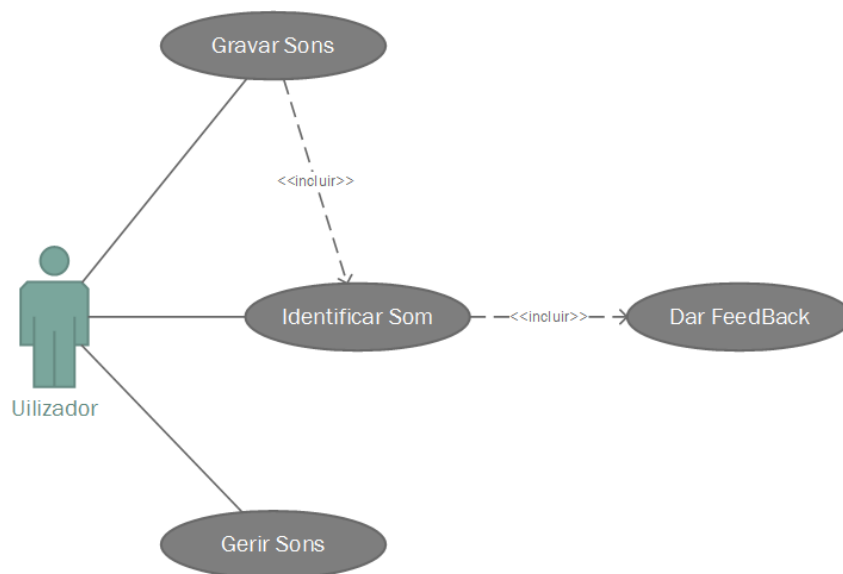 Gravar Sons
<<incluir>>
Identificar Som
<<incluir>>
Dar FeedBack
Uilizador
Gerir Sons